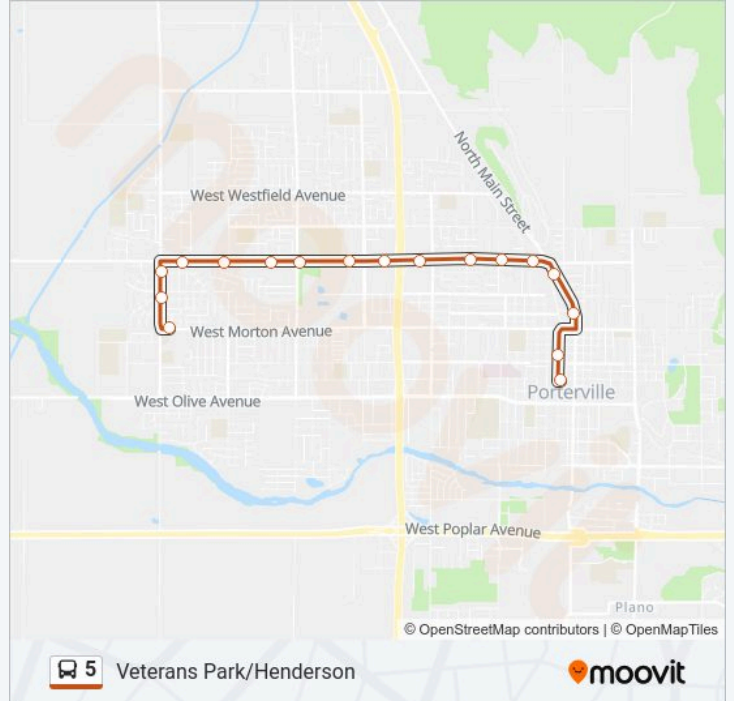 North Main Street
West Westfield Avenue
West Morton Avenue
Porterville
West Olive Avenue
West Poplar Avenue
Plano
© OpenStreetMap contributors | © OpenMapTiles
5 Veterans Park/Henderson
moovit